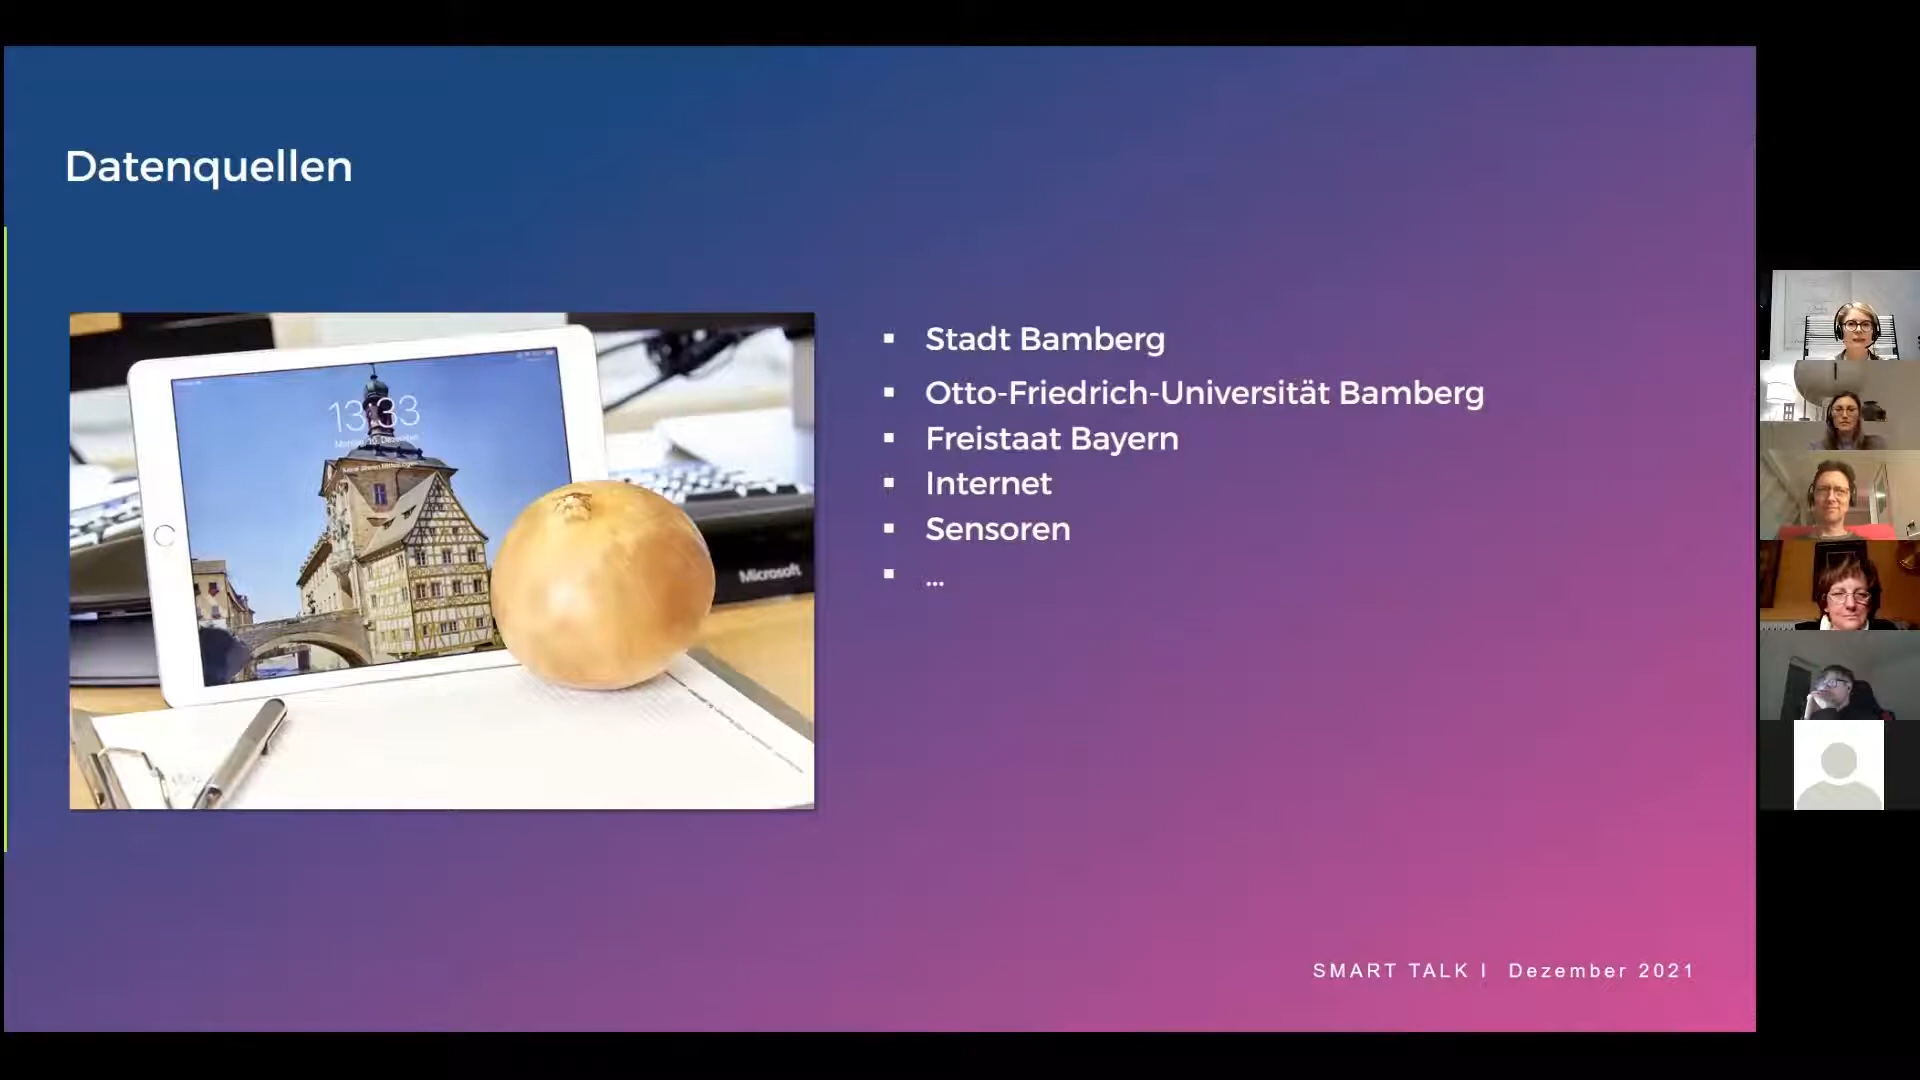 Datenquellen
13:33
Microsoft
Stadt Bamberg
Otto-Friedrich-Universität Bamberg
Freistaat Bayern
Internet
Sensoren
...
SMART TALK I Dezember 2021